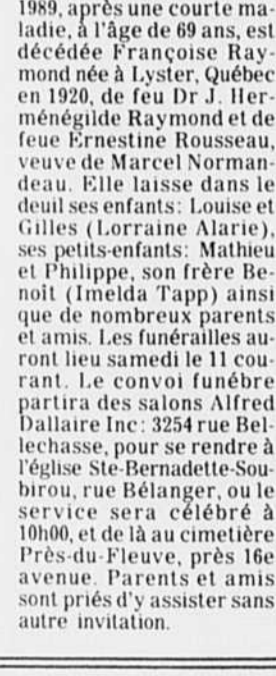 1989, après une courte ma-
ladie, à l'âge de 69 ans, est
décédée Françoise Ray-
mond née à Lyster, Québec
en 1920, de feu Dr J. Her-
ménégilde Raymond et de
feue Ernestine Rousseau,
veuve de Marcel Norman-
deau. Elle laisse dans le
deuil ses enfants: Louise et
Gilles (Lorraine Alarie),
ses petits-enfants: Mathieu
et Philippe, son frère Be-
noît (Imelda Tapp) ainsi
que de nombreux parents
et amis. Les funérailles au-
ront lieu samedi le 11 cou-
rant. Le convoi funèbre
partira des salons Alfred
Dallaire Inc: 3254 rue Bel-
lechasse, pour se rendre à
l'église Ste-Bernadette-Sou-
birou, rue Bélanger, ou le
service sera célébré à
10h00, et de là au cimetière
Près-du-Fleuve, près 16e
avenue. Parents et amis
sont priés d'y assister sans
autre invitation.